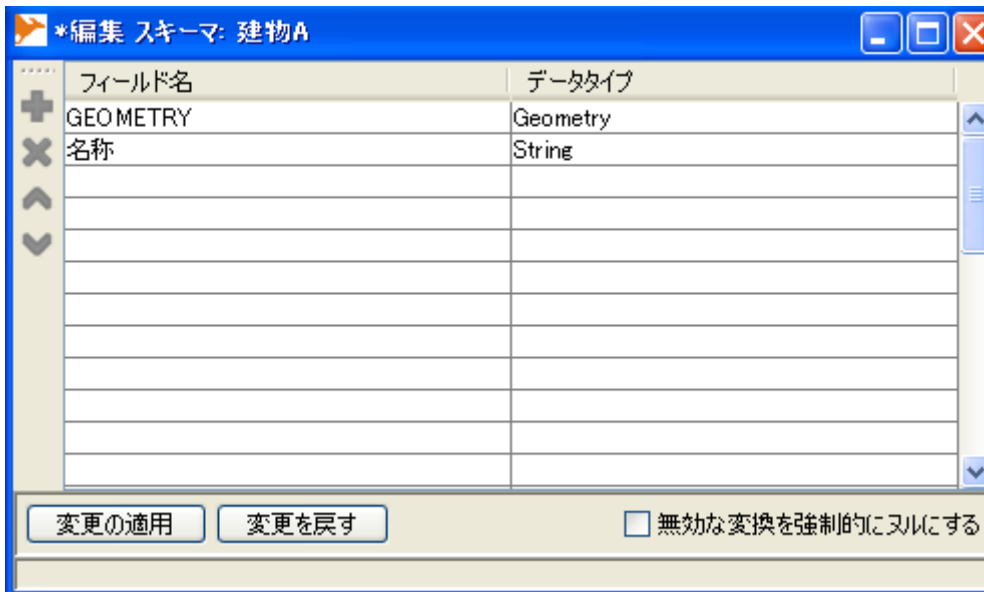 *編集 スキーマ: 建物A
フィールド名 データタイプ
GEOMETRY Geometry
名称 String
変更の適用 変更を戻す 無効な変換を強制的にヌルにする